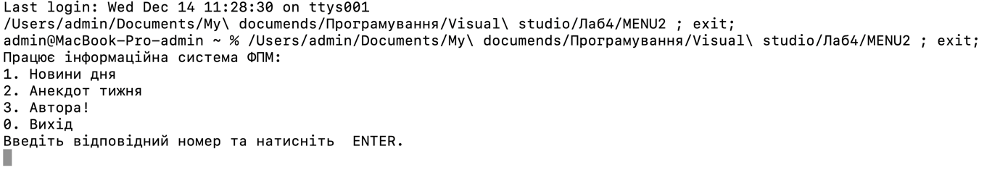 Last login: Wed Dec 14 11:28:30 on ttys001
/Users/admin/Documents/My\ documends/Програмування/Visual\ studio/Лаб4/MENU2 ; exit;
admin@MacBook-Pro-admin ~ % /Users/admin/Documents/My\ documends/Програмування/Visual\ studio/Лаб4/MENU2 ; exit;
Працює інформаційна система ФПМ:
1. Новини дня
2. Анекдот тижня
3. Автора!
0. Вихід
Введіть відповідний номер та натисніть  ENTER.